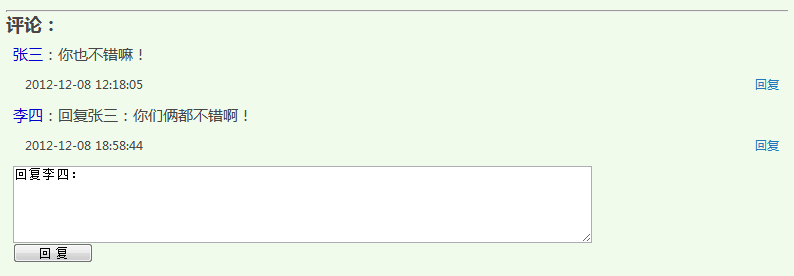 评论：
张三：你也不错嘛！
2012-12-08 12:18:05 回复
李四：回复张三：你们俩都不错啊！
2012-12-08 18:58:44 回复
回复李四：
回 复